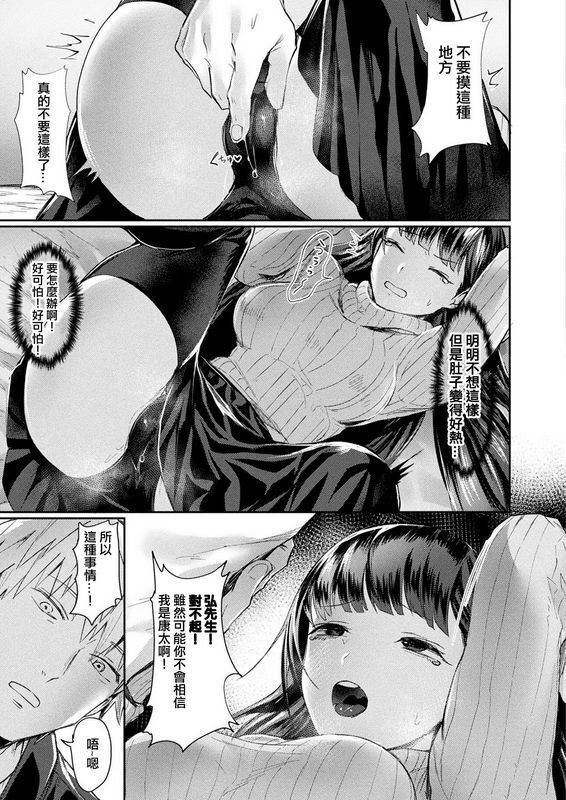 不要摸這種
地方
真的不要這樣了…
くちゅ♡
明明不想這樣
但是肚子變得好熱…
要怎麼辦啊！
好可怕！好可怕！
弘先生！
對不起！
雖然可能你不會相信
我是康太啊！
所以
這種事情…！
唔~嗯